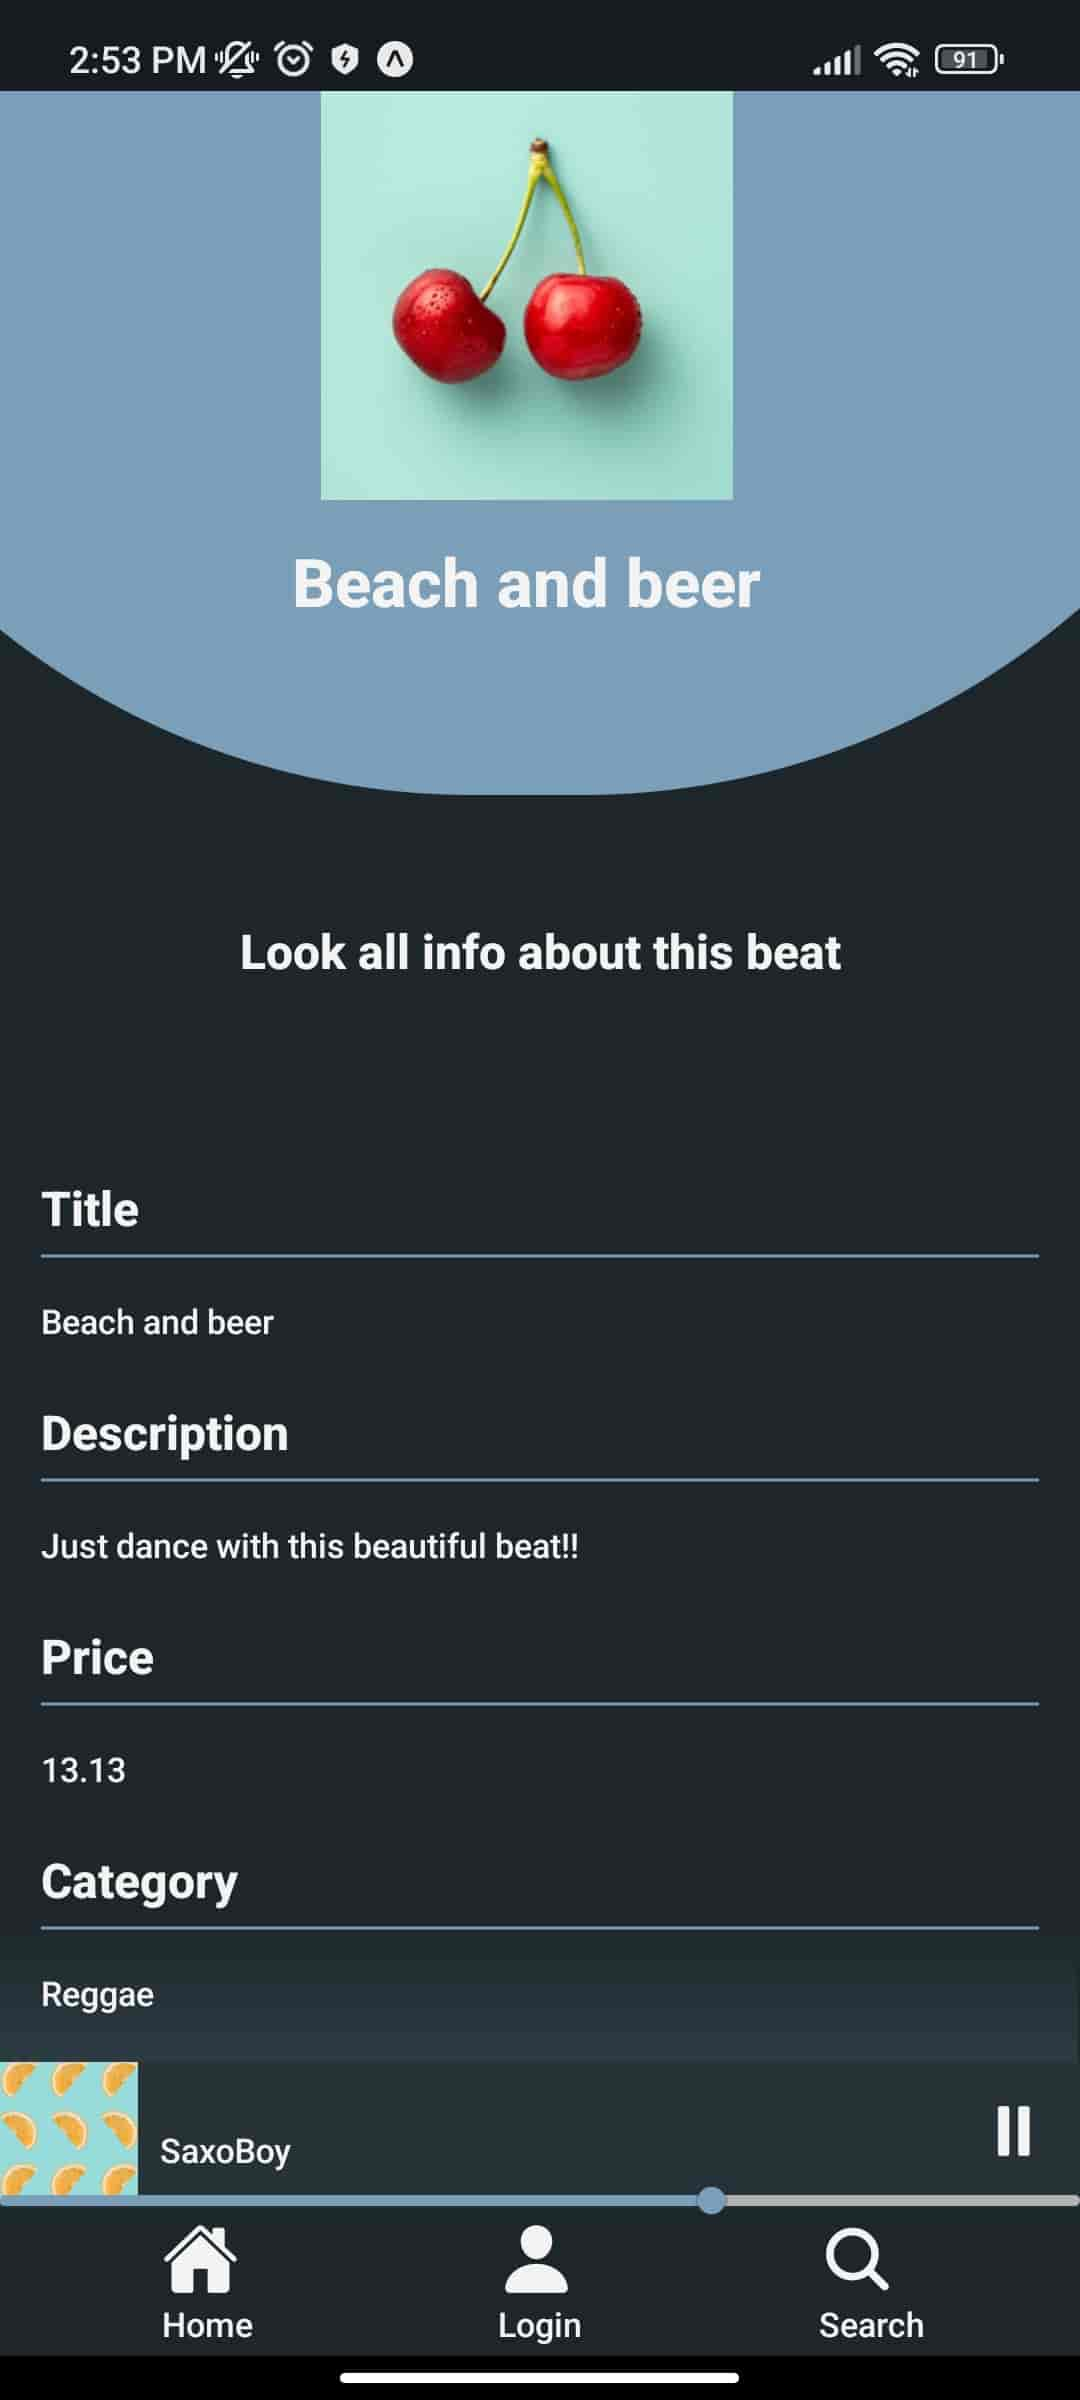 2:53 PM
91
Beach and beer
Look all info about this beat
Title
Beach and beer
Description
Just dance with this beautiful beat!!
Price
13.13
Category
Reggae
SaxoBoy
Home Login Search